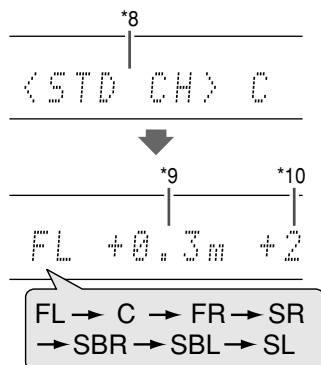 *8
<STD CH> C
*9 *10
FL +0.3m +2
FL → C → FR → SR
→ SBR → SBL → SL